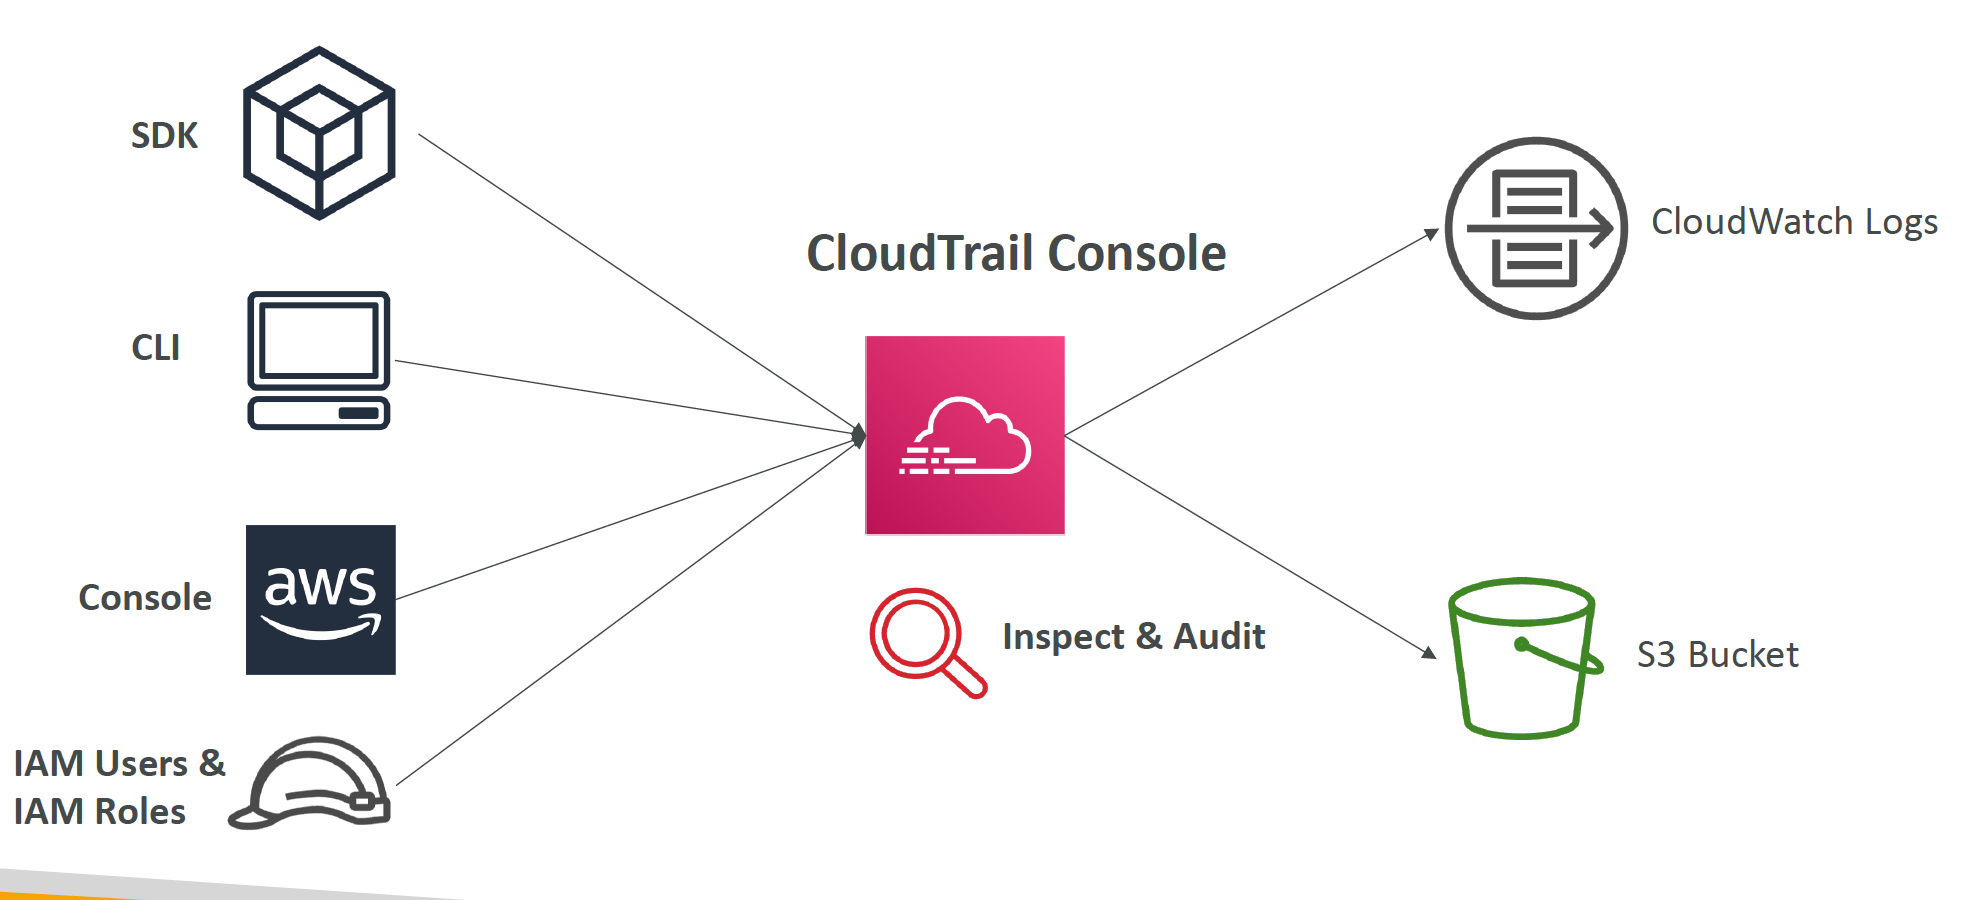 SDK
CloudTrail Console
CloudWatch Logs
CLI
Console
aws
Inspect & Audit
S3 Bucket
IAM Users &
IAM Roles